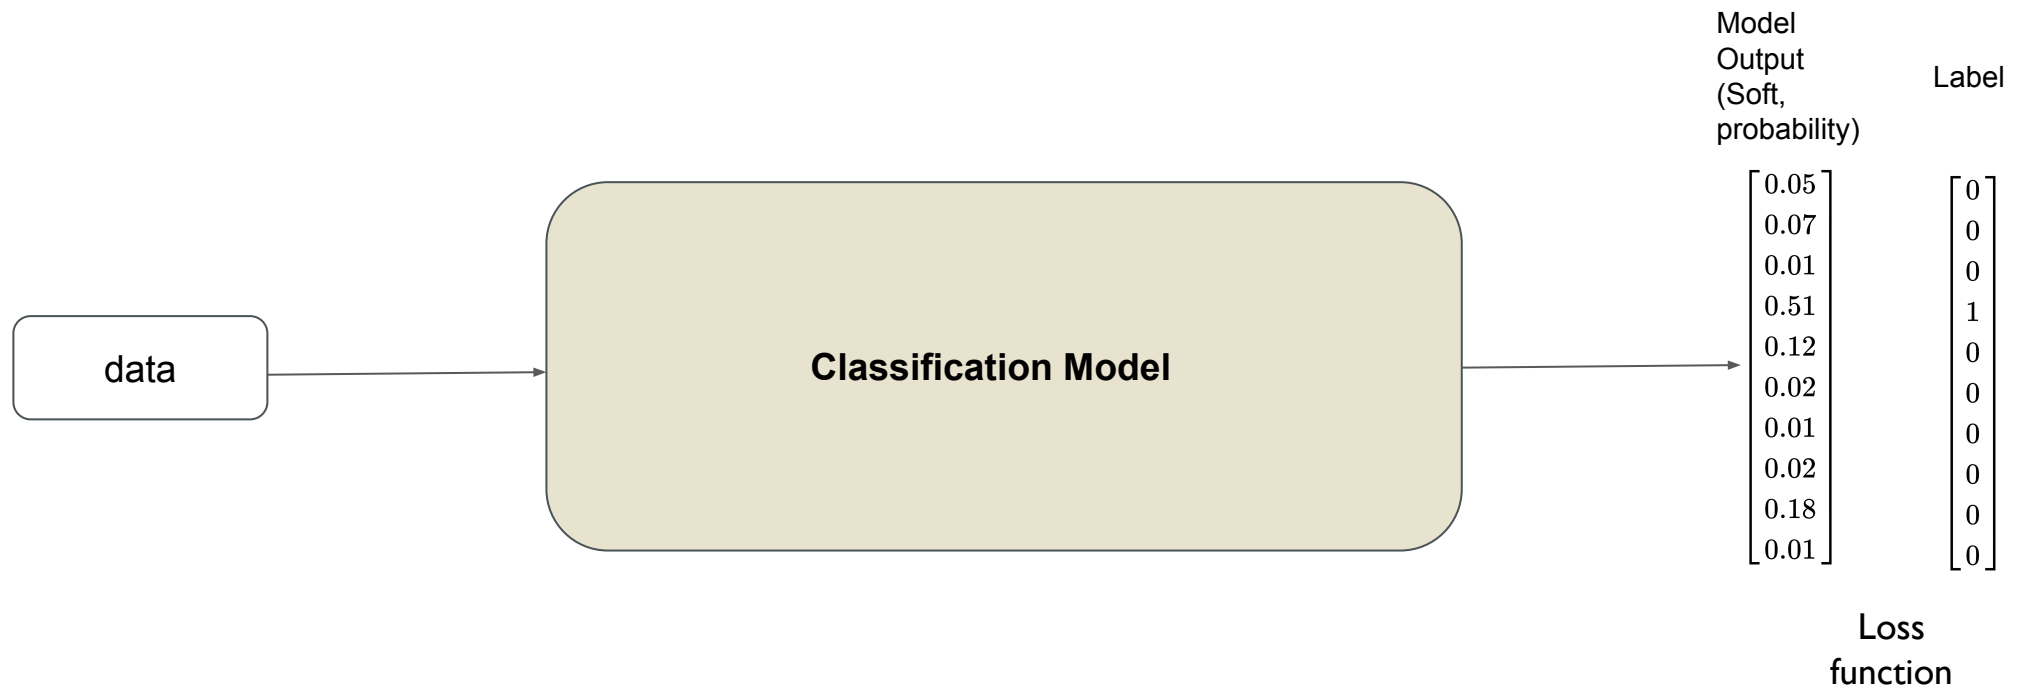 Model
Output
(Soft,
probability)
Label
data
Classification Model
0.05
0.07
0.01
0.51
0.12
0.02
0.01
0.02
0.18
0.01
0
0
0
1
0
0
0
0
0
0
Loss
function